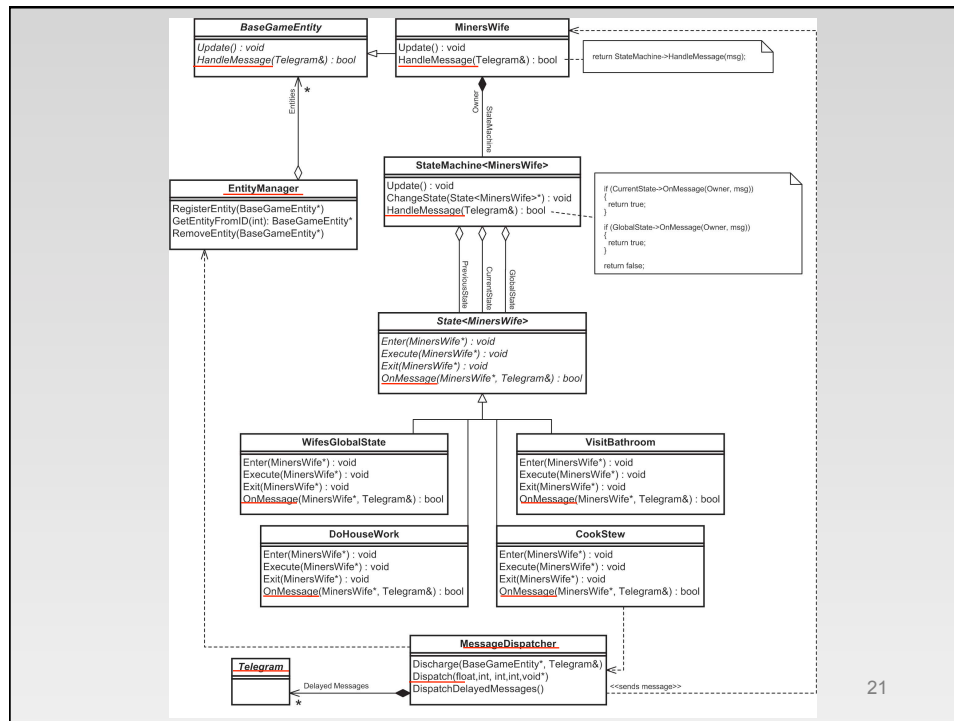 BaseGameEntity
Update() : void
HandleMessage(Telegram&) : bool
MinersWife
Update() : void
HandleMessage(Telegram&) : bool
return StateMachine->HandleMessage(msg);
Entities
*
Owner
StateMachine
EntityManager
RegisterEntity(BaseGameEntity*)
GetEntityFromID(int): BaseGameEntity*
RemoveEntity(BaseGameEntity*)
StateMachine<MinersWife>
Update() : void
ChangeState(State<MinersWife>*) : void
HandleMessage(Telegram&) : bool
if (CurrentState->OnMessage(Owner, msg))
{
return true;
}
if (GlobalState->OnMessage(Owner, msg))
{
return true;
}
return false;
PreviousState
CurrentState
GlobalState
State<MinersWife>
Enter(MinersWife*) : void
Execute(MinersWife*) : void
Exit(MinersWife*) : void
OnMessage(MinersWife*, Telegram&) : bool
WifesGlobalState
Enter(MinersWife*) : void
Execute(MinersWife*) : void
Exit(MinersWife*) : void
OnMessage(MinersWife*, Telegram&) : bool
VisitBathroom
Enter(MinersWife*) : void
Execute(MinersWife*) : void
Exit(MinersWife*) : void
OnMessage(MinersWife*, Telegram&) : bool
DoHouseWork
Enter(MinersWife*) : void
Execute(MinersWife*) : void
Exit(MinersWife*) : void
OnMessage(MinersWife*, Telegram&) : bool
CookStew
Enter(MinersWife*) : void
Execute(MinersWife*) : void
Exit(MinersWife*) : void
OnMessage(MinersWife*, Telegram&) : bool
MessageDispatcher
Discharge(BaseGameEntity*, Telegram&)
Dispatch(float,int, int,int,void*)
DispatchDelayedMessages()
Telegram
Delayed Messages
*
<<sends message>>
21